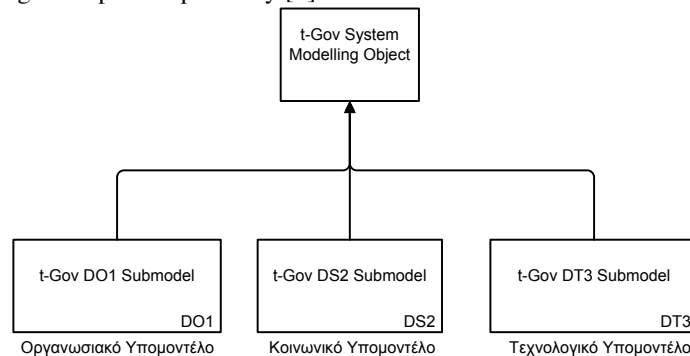 t-Gov System
Modelling Object
t-Gov DO1 Submodel
DO1
Οργανωσιακό Υπομοντέλο
t-Gov DS2 Submodel
DS2
Κοινωνικό Υπομοντέλο
t-Gov DT3 Submodel
DT3
Τεχνολογικό Υπομοντέλο